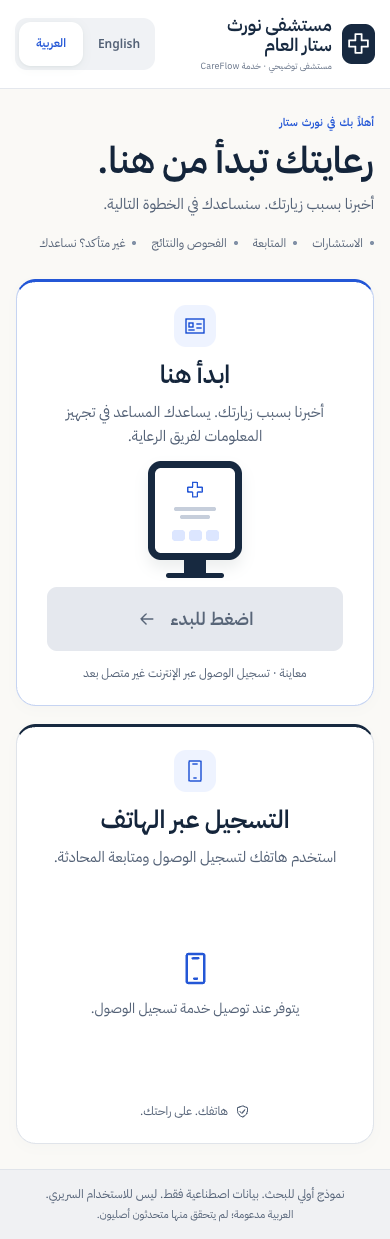 مستشفى نورث
ستار العام
مستشفى توضيحي · خدمة CareFlow
English
العربية
أهلاً بك في نورث ستار
رعايتك تبدأ من هنا.
أخبرنا بسبب زيارتك. سنساعدك في الخطوة التالية.
• الاستشارات • المتابعة • الفحوص والنتائج • غير متأكد؟ نساعدك
ابدأ هنا
أخبرنا بسبب زيارتك. يساعدك المساعد في تجهيز
المعلومات لفريق الرعاية.
اضغط للبدء ←
معاينة · تسجيل الوصول عبر الإنترنت غير متصل بعد
التسجيل عبر الهاتف
استخدم هاتفك لتسجيل الوصول ومتابعة المحادثة.
يتوفر عند توصيل خدمة تسجيل الوصول.
هاتفك. على راحتك.
نموذج أولي للبحث. بيانات اصطناعية فقط. ليس للاستخدام السريري.
العربية مدعومة؛ لم يتحقق منها متحدثون أصليون.